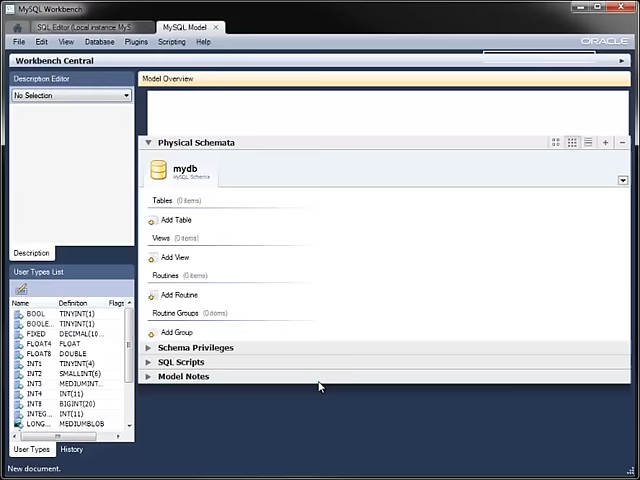 MySQL Workbench
SQL Editor (Local instance MyS
MySQL Model
File Edit View Database Plugins Scripting Help
ORACLE
Workbench Central
Description Editor
Model Overview
No Selection
Physical Schemata
mydb
MySQL Schema
Tables (0 items)
Add Table
Views (0 items)
Add View
Routines (0 items)
Add Routine
Routine Groups (0 items)
Add Group
Schema Privileges
SQL Scripts
Model Notes
Description
User Types List
Name Definition Flags
BOOL TINYINT(1)
BOOLE... TINYINT(1)
FIXED DECIMAL(10...
FLOAT4 FLOAT
FLOAT8 DOUBLE
INT1 TINYINT(4)
INT2 SMALLINT(6)
INT3 MEDIUMINT...
INT4 INT(11)
INT8 BIGINT(20)
INTEG... INT(11)
LONG... MEDIUMBLOB
User Types History
New document.